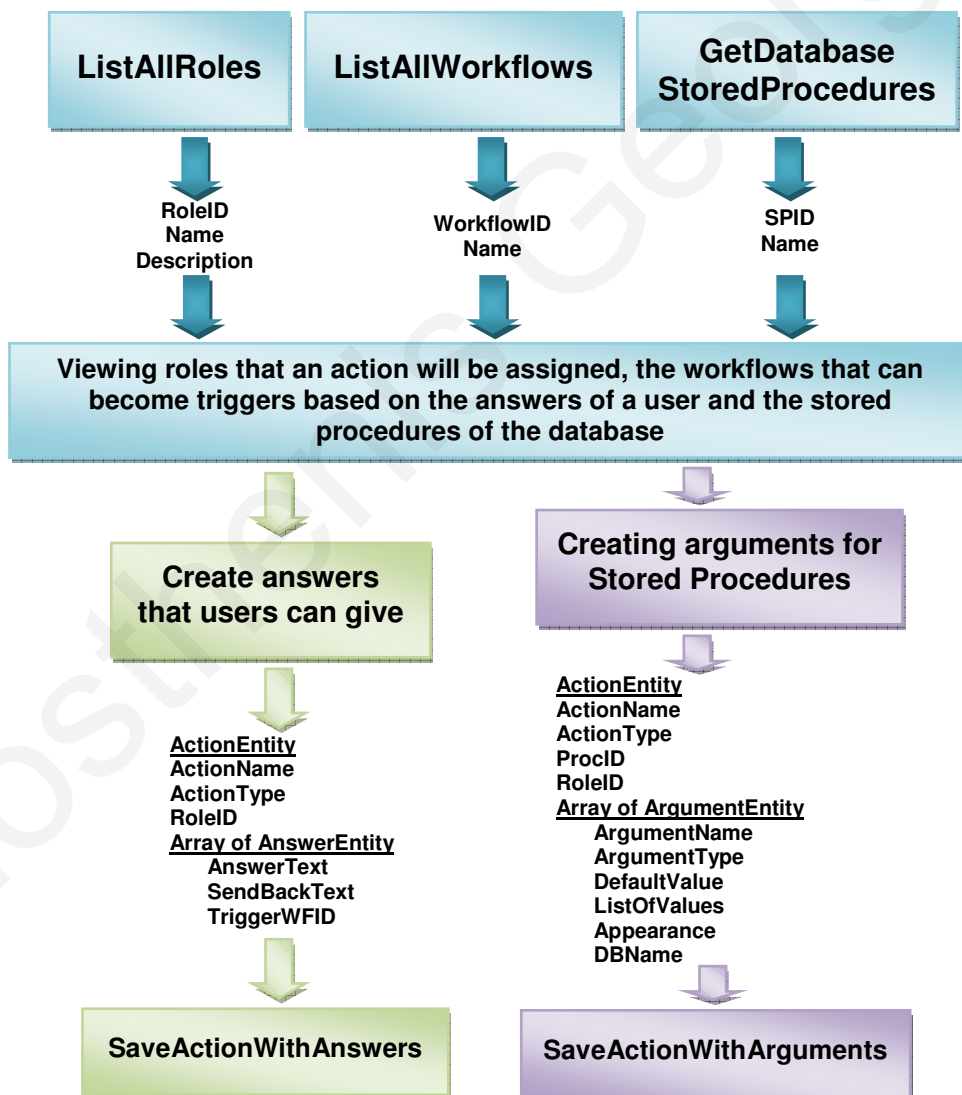 ListAllRoles
ListAllWorkflows
GetDatabase
StoredProcedures
RoleID
Name
Description
WorkflowID
Name
SPID
Name
Viewing roles that an action will be assigned, the workflows that can
become triggers based on the answers of a user and the stored
procedures of the database
Create answers
that users can give
ActionEntity
ActionName
ActionType
RoleID
Array of AnswerEntity
AnswerText
SendBackText
TriggerWFID
SaveActionWithAnswers
Creating arguments for
Stored Procedures
ActionEntity
ActionName
ActionType
ProcID
RoleID
Array of ArgumentEntity
ArgumentName
ArgumentType
DefaultValue
ListOfValues
Appearance
DBName
SaveActionWithArguments